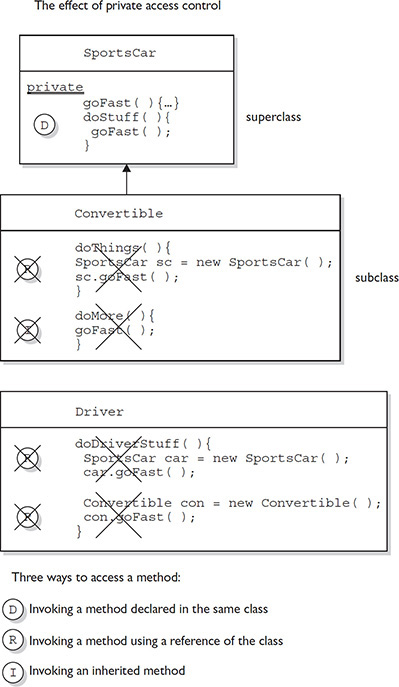 The effect of private access control
SportsCar
private
goFast( ){…}
D
doStuff( ){
goFast( );
}
superclass
Convertible
doThings( ){
R
SportsCar sc = new SportsCar( );
sc.goFast( );
}
subclass
doMore( ){
I
goFast( );
}
Driver
doDriverStuff( ){
R
SportsCar car = new SportsCar( );
car.goFast( );
Convertible con = new Convertible( );
R
con.goFast( );
}
Three ways to access a method:
D Invoking a method declared in the same class
R Invoking a method using a reference of the class
I Invoking an inherited method